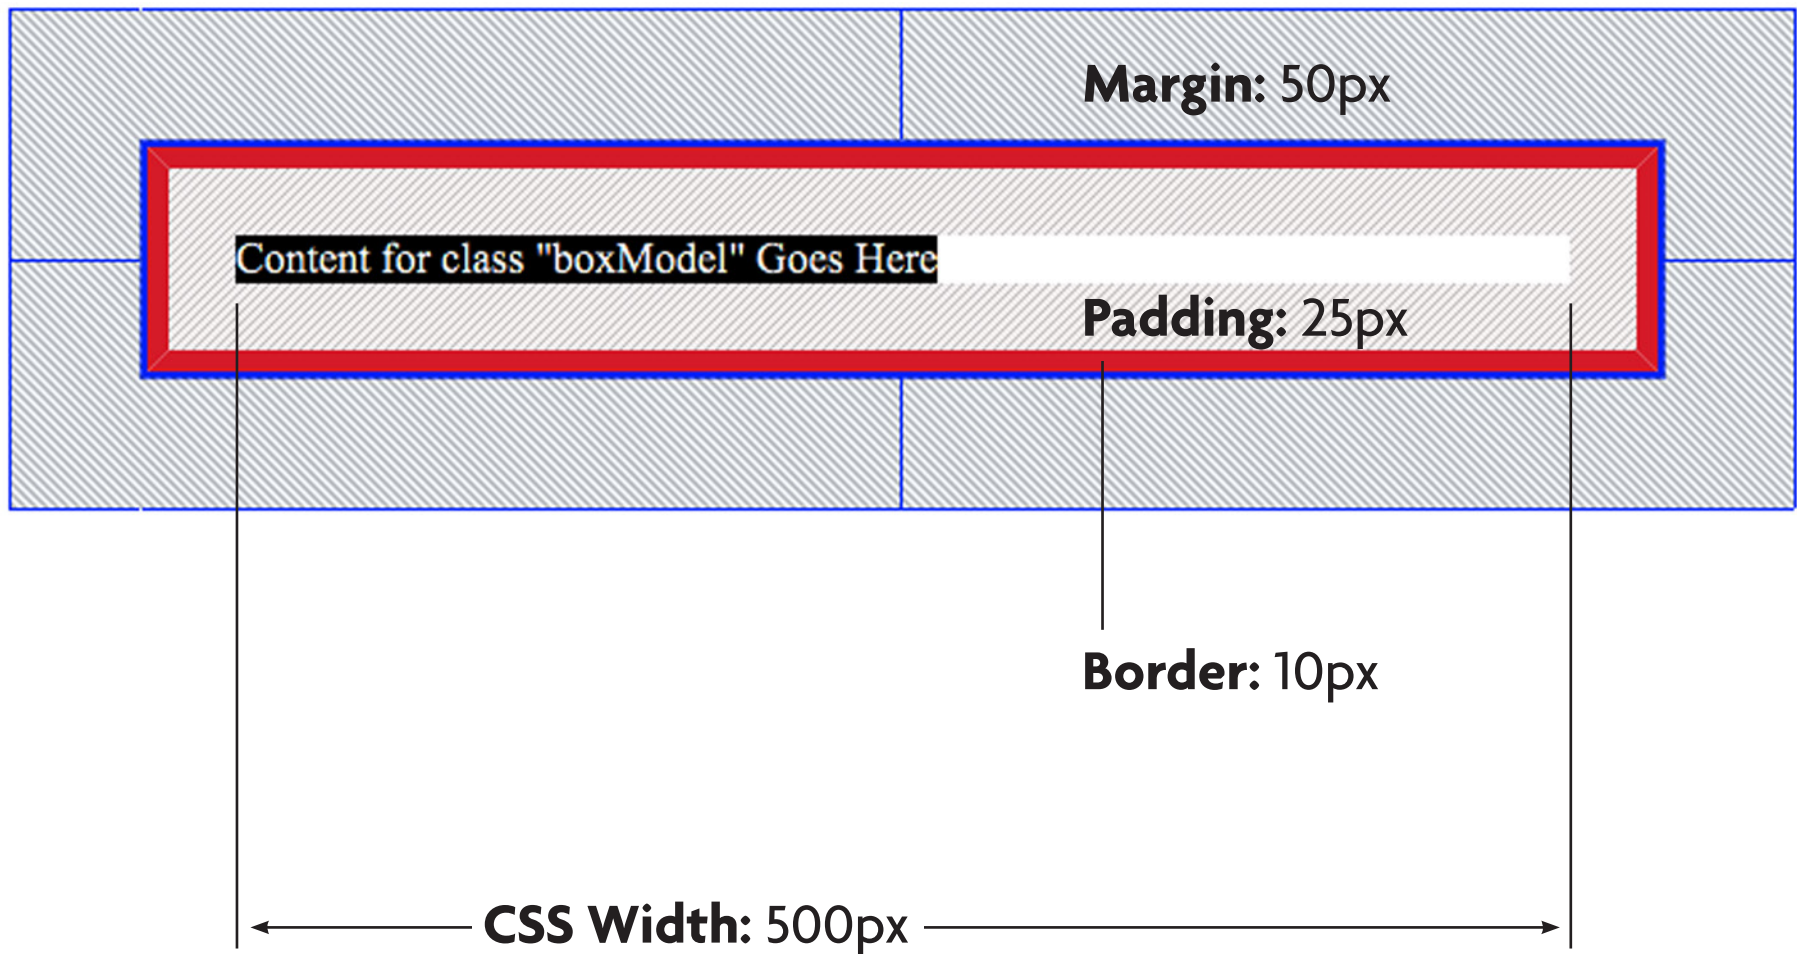 Margin: 50px
Content for class "boxModel" Goes Here
Padding: 25px
Border: 10px
CSS Width: 500px